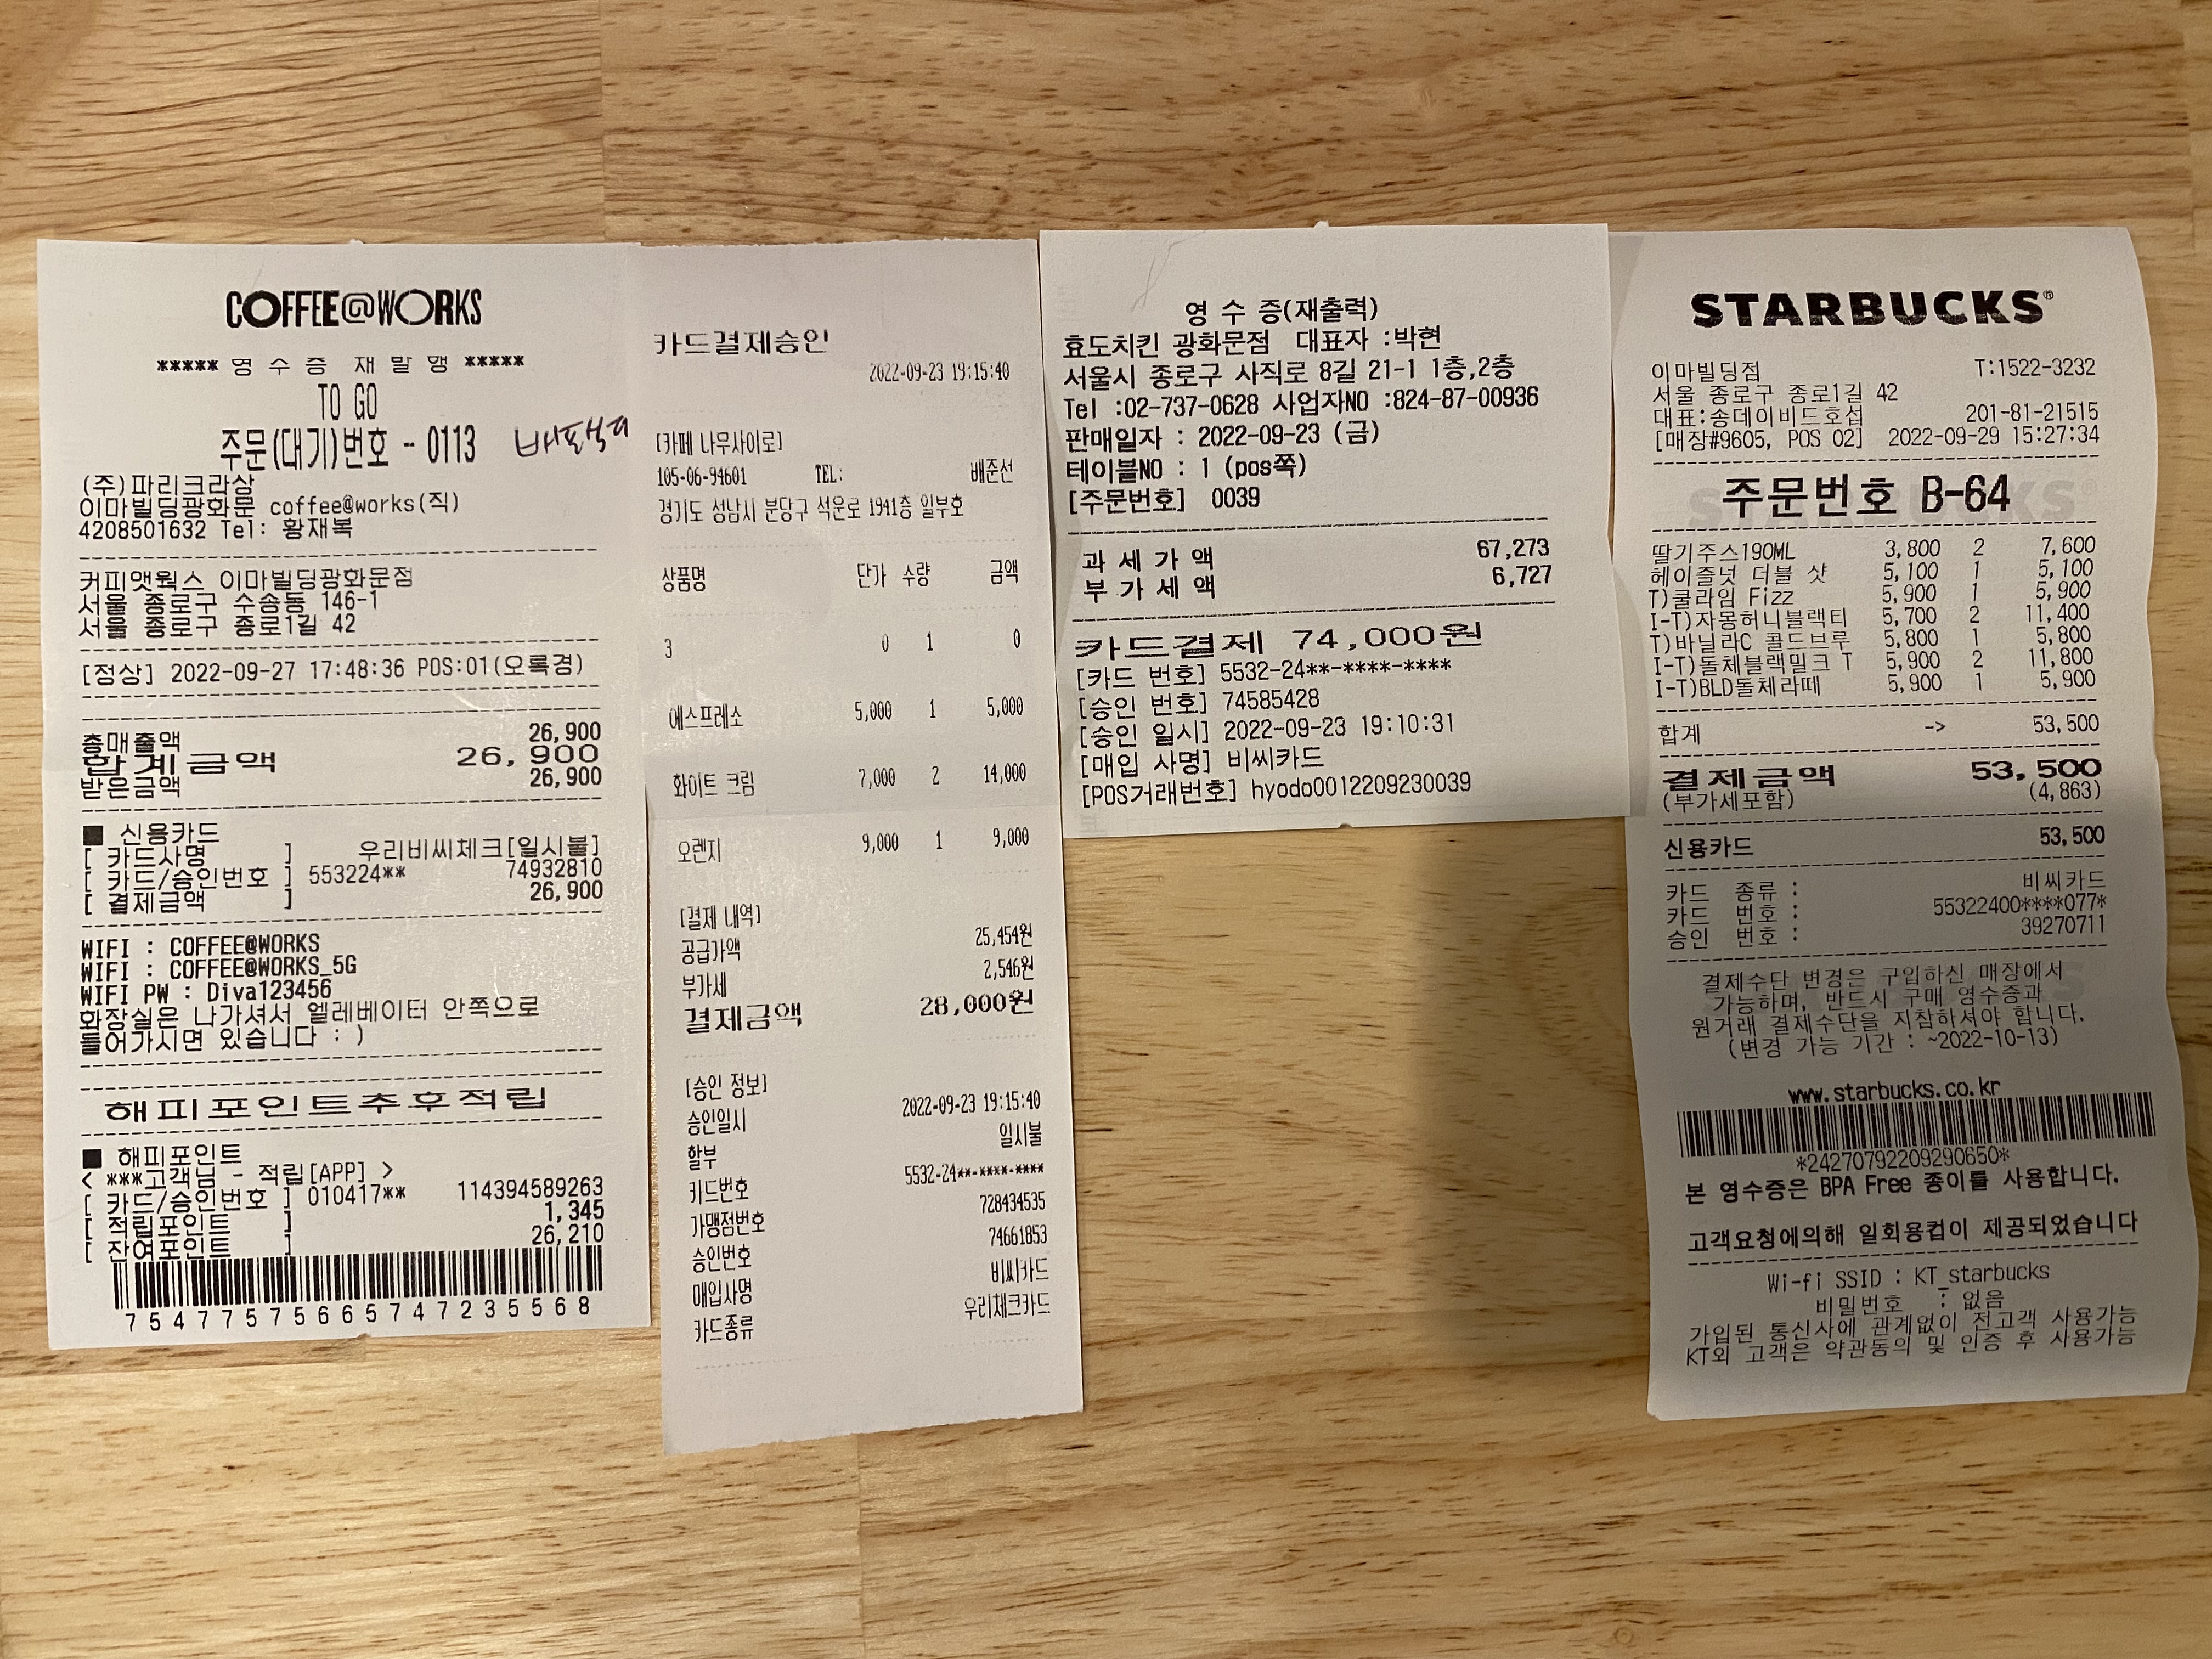 COFFEE@WORKS
***** 영 수 증 재 발 행 *****
TO GO
주문(대기)번호 - 0113
(주)파리크라상
이마빌딩광화문 coffee@works(직)
4208501632 Tel: 황재복
커피앳웍스 이마빌딩광화문점
서울 종로구 수송동 146-1
서울 종로구 종로1길 42
[정상] 2022-09-27 17:48:36 POS:01(오록경)
총매출액 26,900
합계금액 26,900
받은금액 26,900
■ 신용카드
[ 카드사명 ] 우리비씨체크[일시불]
[ 카드/승인번호 ] 553224** 74932810
[ 결제금액 ] 26,900
WIFI : COFFEE@WORKS
WIFI : COFFEE@WORKS_5G
WIFI PW : Diva123456
화장실은 나가셔서 엘레베이터 안쪽으로
들어가시면 있습니다 : )
해피포인트추후적립
■ 해피포인트
< ***고객님 - 적립[APP] >
[ 카드/승인번호 ] 010417** 114394589263
[ 적립포인트 ] 1,345
[ 잔여포인트 ] 26,210
75477575665747235568
카드결제승인
2022-09-23 19:15:40
[카페 나무사이로]
105-06-94601 TEL: 배준선
경기도 성남시 분당구 석운로 1941층 일부호
상품명 단가 수량 금액
3 0 1 0
에스프레소 5,000 1 5,000
화이트 크림 7,000 2 14,000
오렌지 9,000 1 9,000
[결제 내역]
공급가액 25,454원
부가세 2,546원
결제금액 28,000원
[승인 정보]
승인일시 2022-09-23 19:15:40
할부 일시불
카드번호 5532-24**-****-****
가맹점번호 728434535
승인번호 74661853
매입사명 비씨카드
카드종류 우리체크카드
영 수 증(재출력)
효도치킨 광화문점 대표자 :박현
서울시 종로구 사직로 8길 21-1 1층,2층
Tel :02-737-0628 사업자NO :824-87-00936
판매일자 : 2022-09-23 (금)
테이블NO : 1 (pos쪽)
[주문번호] 0039
과 세 가 액 67,273
부 가 세 액 6,727
카드결제 74,000원
[카드 번호] 5532-24**-****-****
[승인 번호] 74585428
[승인 일시] 2022-09-23 19:10:31
[매입 사명] 비씨카드
[POS거래번호] hyodo0012209230039
STARBUCKS®
이마빌딩점 T:1522-3232
서울 종로구 종로1길 42
대표:송데이비드호섭 201-81-21515
[매장#9605, POS 02] 2022-09-29 15:27:34
주문번호 B-64
딸기주스190ML 3,800 2 7,600
헤이즐넛 더블 샷 5,100 1 5,100
T)쿨라임 Fizz 5,900 1 5,900
I-T)자몽허니블랙티 5,700 2 11,400
T)바닐라C 콜드브루 5,800 1 5,800
I-T)돌체블랙밀크 T 5,900 2 11,800
I-T)BLD돌체라떼 5,900 1 5,900
합계 -> 53,500
결제금액 53,500
(부가세포함) (4,863)
신용카드 53,500
카드 종류 : 비씨카드
카드 번호 : 55322400****077*
승인 번호 : 39270711
결제수단 변경은 구입하신 매장에서
가능하며, 반드시 구매 영수증과
원거래 결제수단을 지참하셔야 합니다.
(변경 가능 기간 : ~2022-10-13)
www.starbucks.co.kr
*24270792209290650*
본 영수증은 BPA Free 종이를 사용합니다.
고객요청에의해 일회용컵이 제공되었습니다
Wi-fi SSID : KT_starbucks
비밀번호 : 없음
가입된 통신사에 관계없이 전고객 사용가능
KT외 고객은 약관동의 및 인증 후 사용가능